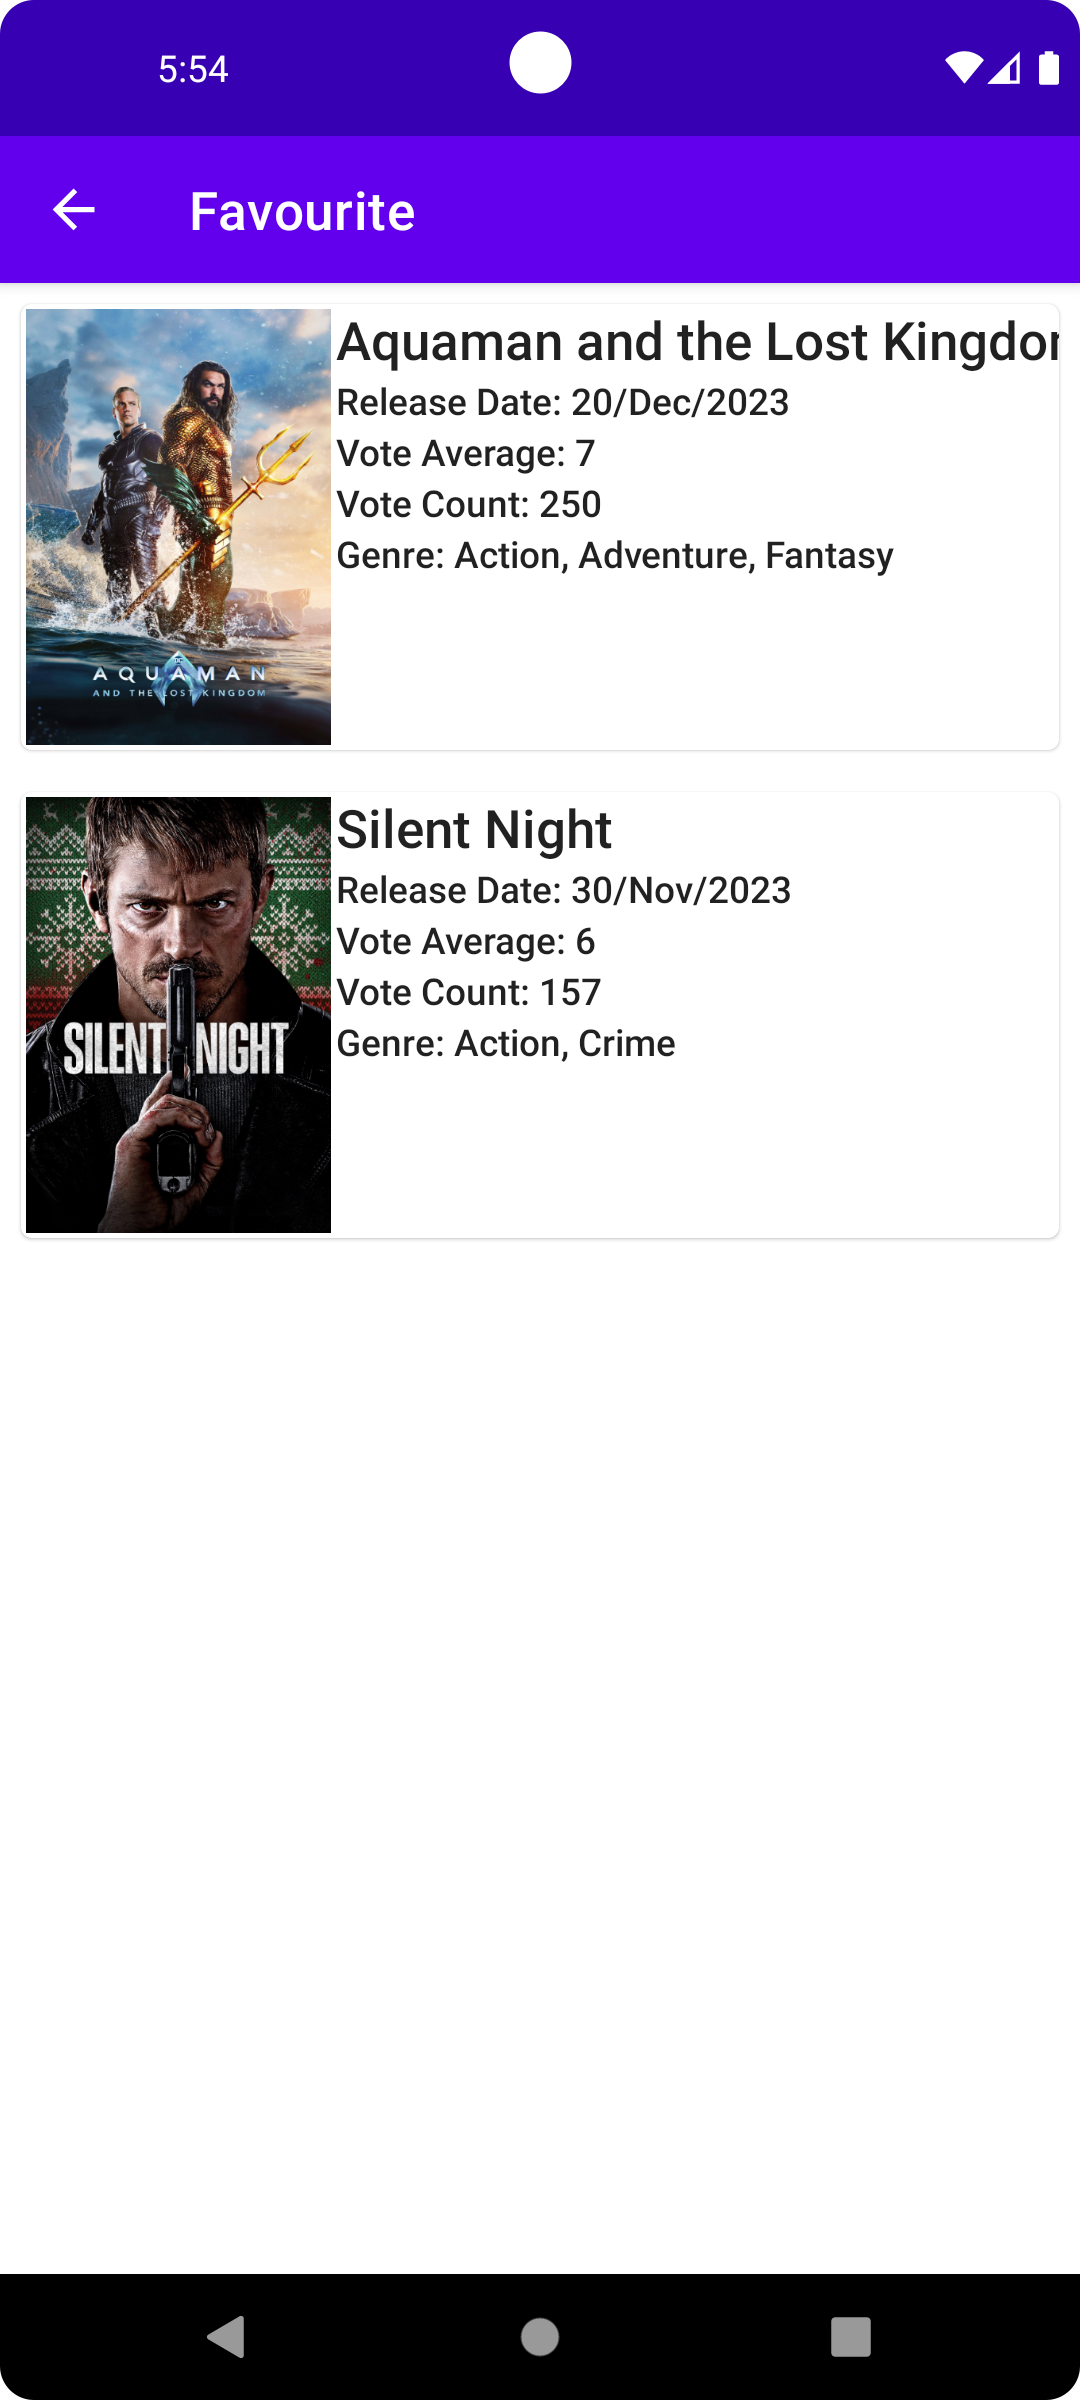 5:54
Favourite
Aquaman and the Lost Kingdom
Release Date: 20/Dec/2023
Vote Average: 7
Vote Count: 250
Genre: Action, Adventure, Fantasy
AQUAMAN
AND THE LOST KINGDOM
Silent Night
Release Date: 30/Nov/2023
Vote Average: 6
Vote Count: 157
Genre: Action, Crime
SILENT NIGHT